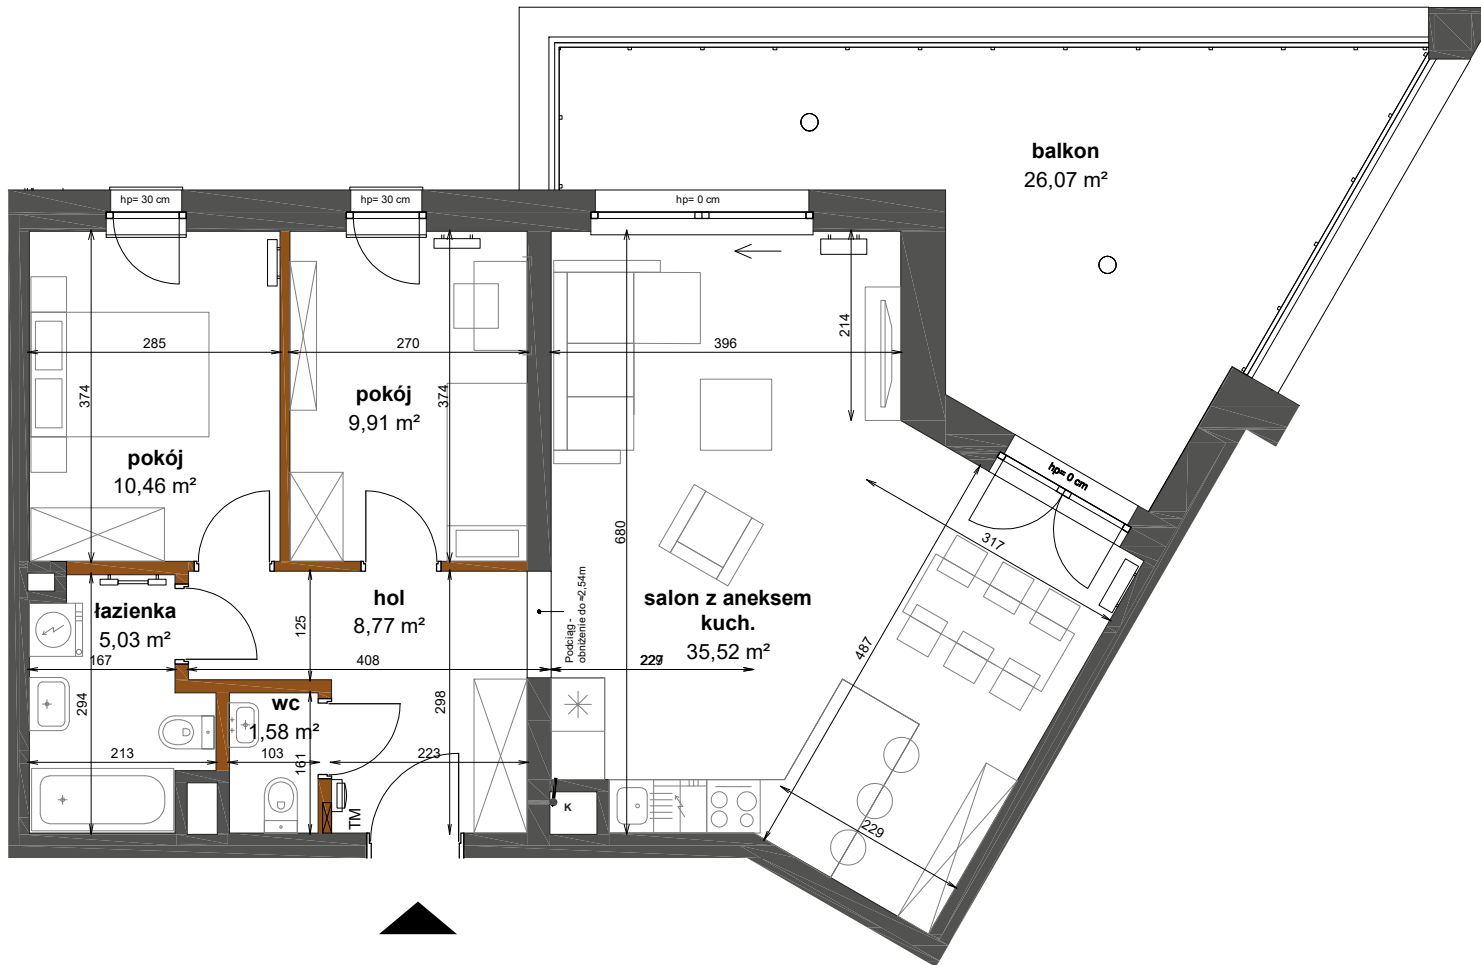 balkon
26,07 m²
hp= 30 cm
hp= 30 cm
hp= 0 cm
285
374
pokój
10,46 m²
270
374
pokój
9,91 m²
396
214
680
hp= 0 cm
317
487
salon z aneksem
kuch.
35,52 m²
Podciąg -
obniżenie do ≈2,54m
hol
8,77 m²
125
408
298
223
łazienka
5,03 m²
167
294
213
wc
1,58 m²
103
161
TM
K
229